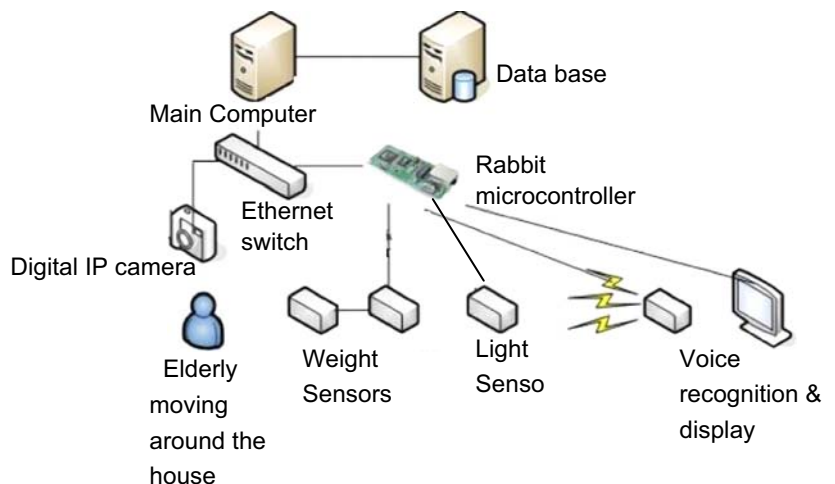 Data base
Main Computer
Rabbit
microcontroller
Ethernet
switch
Digital IP camera
Elderly
moving
around the
house
Weight
Sensors
Light
Senso
Voice
recognition &
display